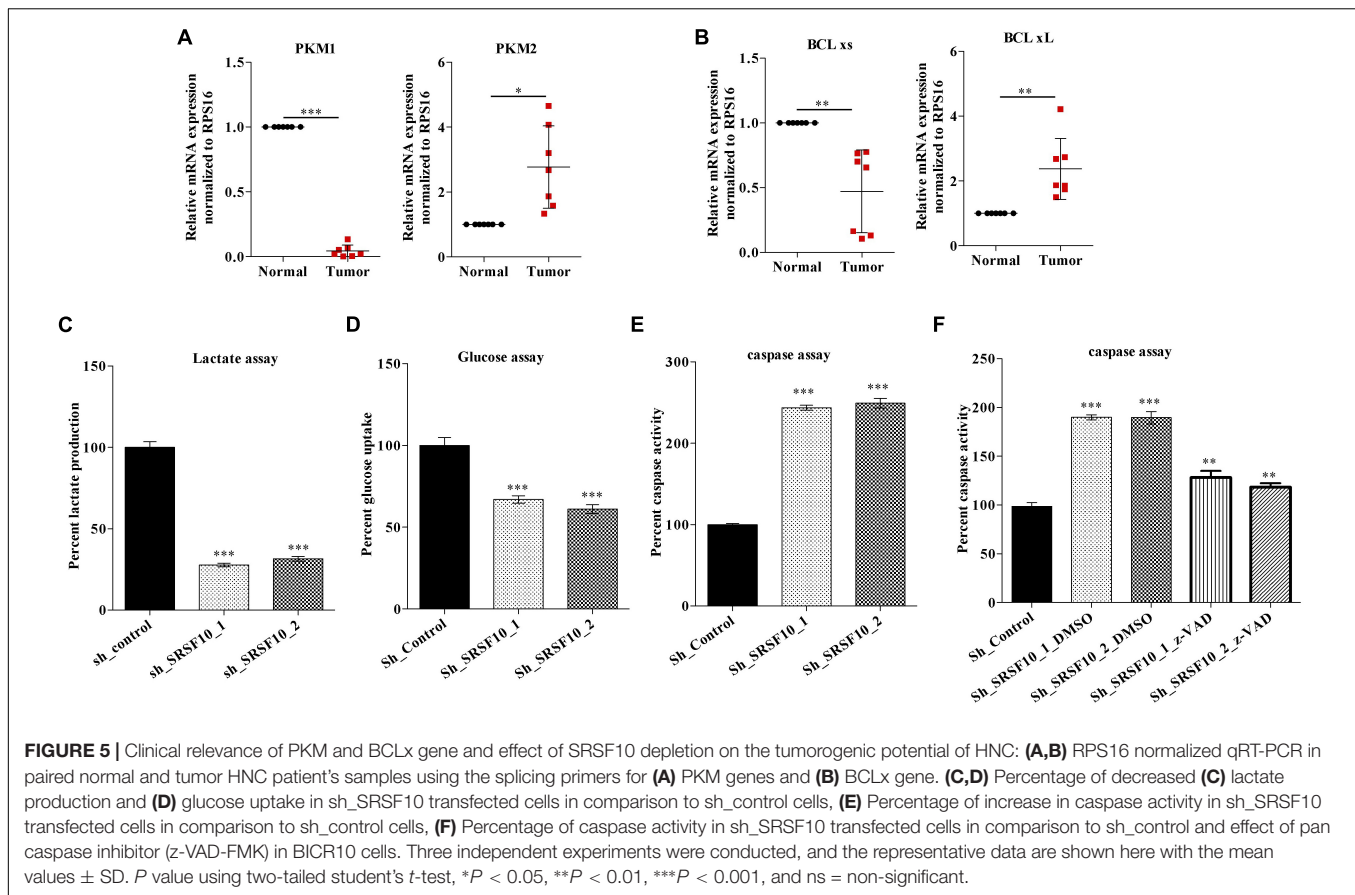 A
PKM1
Relative mRNA expression
normalized to RPS16
1.5
1.0
0.5
0.0
***
Normal
Tumor
PKM2
Relative mRNA expression
normalized to RPS16
6
4
2
0
*
Normal
Tumor
B
BCL xs
Relative mRNA expression
normalized to RPS16
1.5
1.0
0.5
0.0
**
Normal
Tumor
BCL xL
Relative mRNA expression
normalized to RPS16
6
4
2
0
**
Normal
Tumor
C
Lactate assay
Percent lactate production
150
100
50
0
***
***
sh_control
sh_SRSF10_1
sh_SRSF10_2
D
Glucose assay
Percent glucose uptake
150
100
50
0
***
***
Sh_Control
Sh_SRSF10_1
Sh_SRSF10_2
E
caspase assay
Percent caspase activity
300
200
100
0
***
***
Sh_Control
Sh_SRSF10_1
Sh_SRSF10_2
F
caspase assay
Percent caspase activity
250
200
150
100
50
0
***
***
**
**
Sh_Control
Sh_SRSF10_1_DMSO
Sh_SRSF10_2_DMSO
Sh_SRSF10_1_z-VAD
Sh_SRSF10_2_z-VAD
FIGURE 5 | Clinical relevance of PKM and BCLx gene and effect of SRSF10 depletion on the tumorogenic potential of HNC: (A,B) RPS16 normalized qRT-PCR in
paired normal and tumor HNC patient's samples using the splicing primers for (A) PKM genes and (B) BCLx gene. (C,D) Percentage of decreased (C) lactate
production and (D) glucose uptake in sh_SRSF10 transfected cells in comparison to sh_control cells, (E) Percentage of increase in caspase activity in sh_SRSF10
transfected cells in comparison to sh_control cells, (F) Percentage of caspase activity in sh_SRSF10 transfected cells in comparison to sh_control and effect of pan
caspase inhibitor (z-VAD-FMK) in BICR10 cells. Three independent experiments were conducted, and the representative data are shown here with the mean
values ± SD. P value using two-tailed student's t-test, *P < 0.05, **P < 0.01, ***P < 0.001, and ns = non-significant.